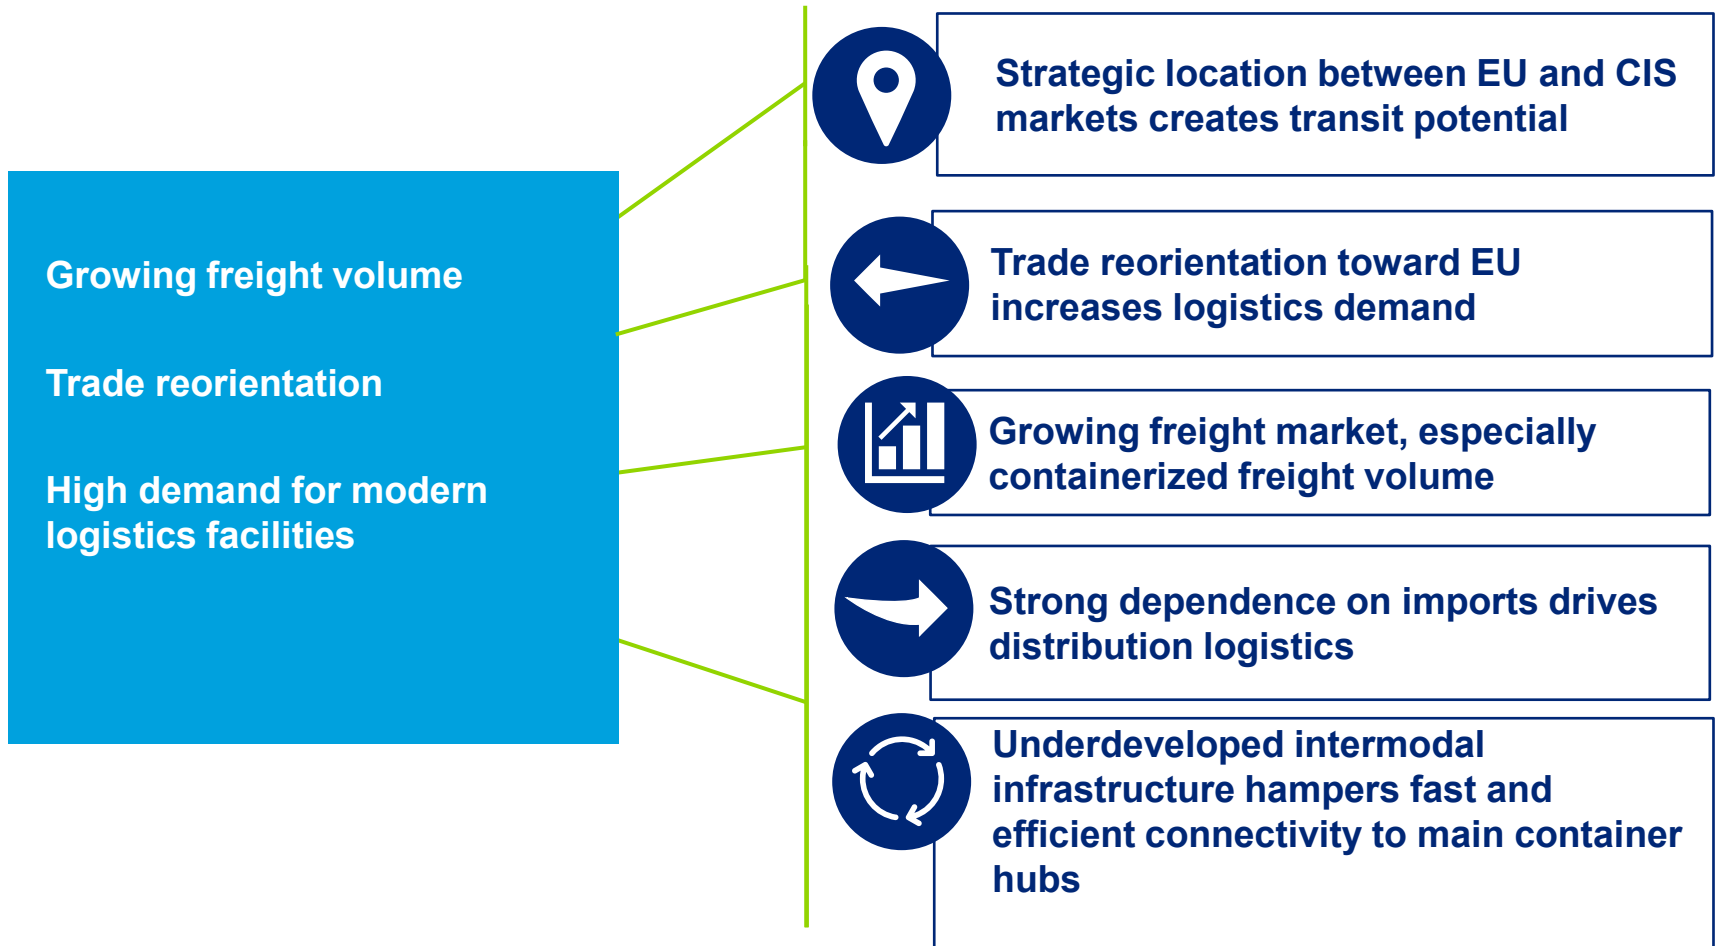 Growing freight volume
Trade reorientation
High demand for modern
logistics facilities
Strategic location between EU and CIS
markets creates transit potential
Trade reorientation toward EU
increases logistics demand
Growing freight market, especially
containerized freight volume
Strong dependence on imports drives
distribution logistics
Underdeveloped intermodal
infrastructure hampers fast and
efficient connectivity to main container
hubs